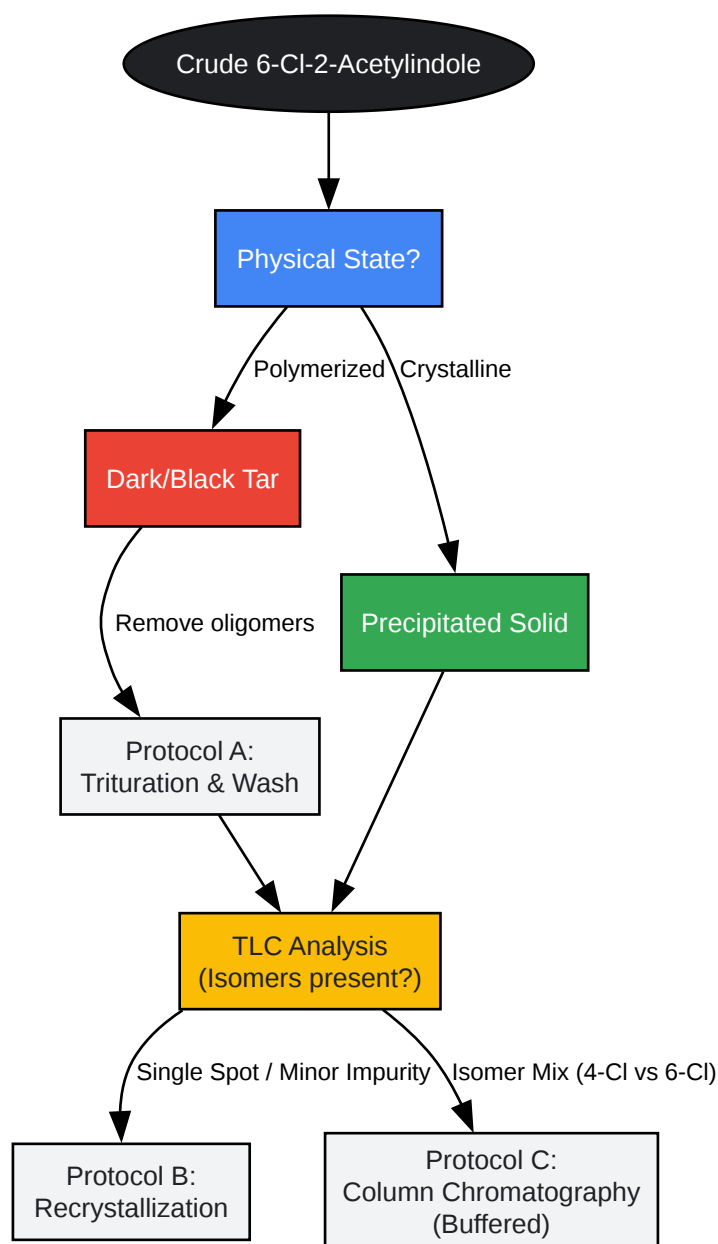 Crude 6-Cl-2-Acetylindole
Physical State?
Polymerized
Crystalline
Dark/Black Tar
Remove oligomers
Precipitated Solid
Protocol A:
Trituration & Wash
TLC Analysis
(Isomers present?)
Single Spot / Minor Impurity
Isomer Mix (4-Cl vs 6-Cl)
Protocol B:
Recrystallization
Protocol C:
Column Chromatography
(Buffered)